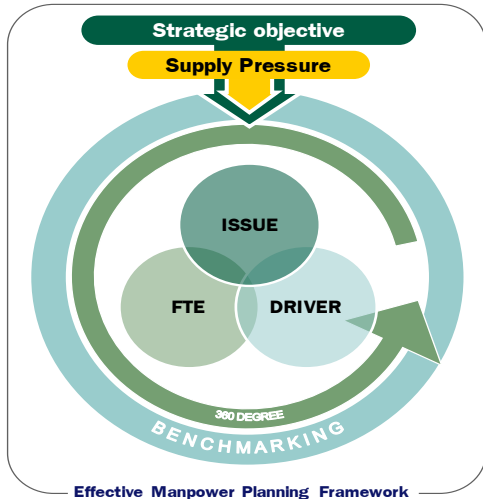 Strategic objective
Supply Pressure
ISSUE
FTE
DRIVER
360 DEGREE
BENCHMARKING
Effective Manpower Planning Framework